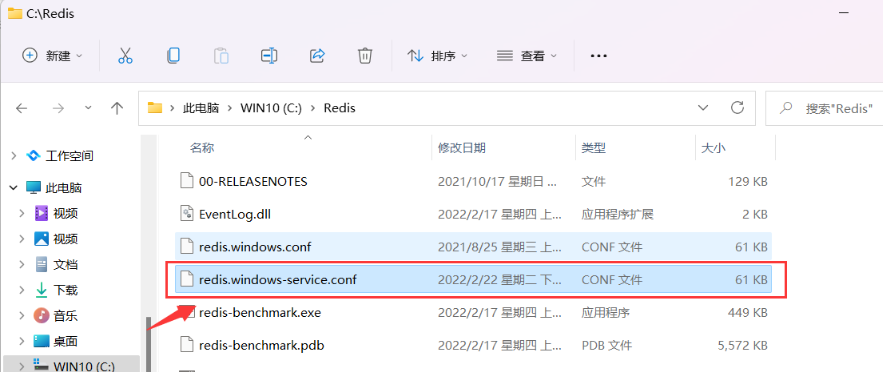 C:\Redis
新建
排序
查看
此电脑 > WIN10 (C:) > Redis
搜索"Redis"
名称 修改日期 类型 大小
工作空间
此电脑
视频
视频
文档
下载
音乐
桌面
WIN10 (C:)
00-RELEASENOTES 2021/10/17 星期日 ... 文件 129 KB
EventLog.dll 2022/2/17 星期四 上... 应用程序扩展 2 KB
redis.windows.conf 2021/8/25 星期三 上... CONF 文件 61 KB
redis.windows-service.conf 2022/2/22 星期二 下... CONF 文件 61 KB
redis-benchmark.exe 2022/2/17 星期四 上... 应用程序 449 KB
redis-benchmark.pdb 2022/2/17 星期四 上... PDB 文件 5,572 KB